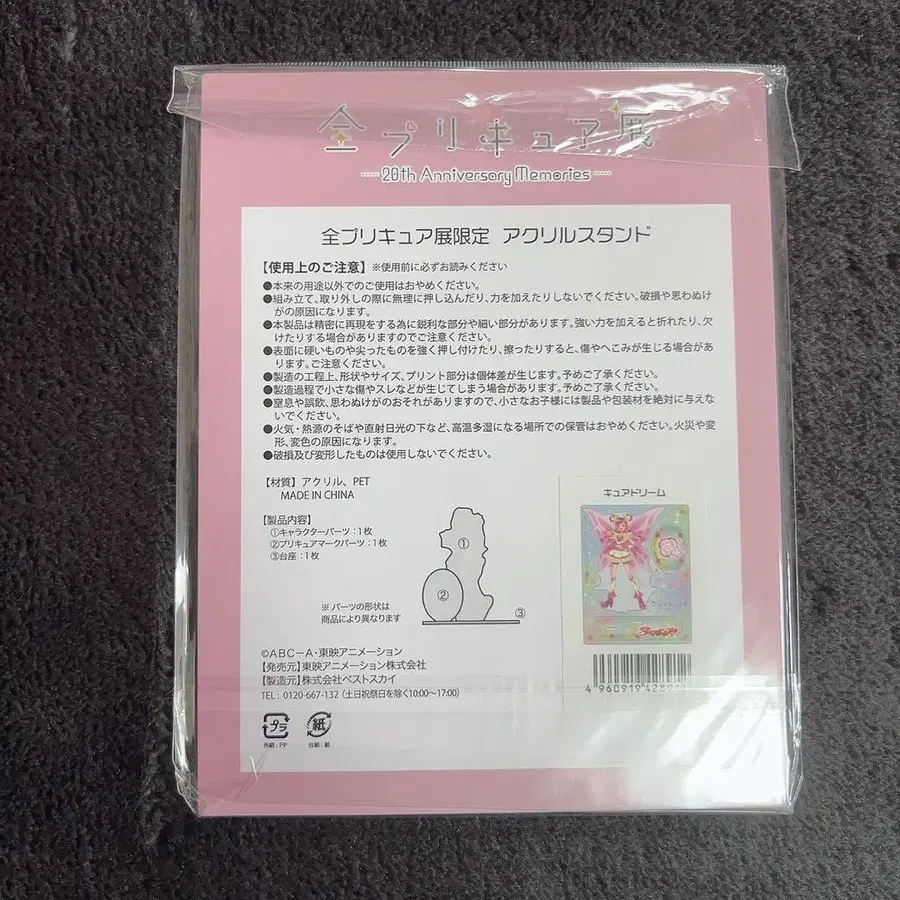 全プリキュア展
20th Anniversary Memories
全プリキュア展限定 アクリルスタンド
【使用上のご注意】※使用前に必ずお読みください
●本来の用途以外でのご使用はおやめください。
●組み立て、取り外しの際に無理に押し込んだり、力を加えたりしないでください。破損や思わぬけ
がの原因になります。
●本製品は精密に再現をする為に鋭利な部分や細い部分があります。強い力を加えると折れたり、欠
けたりする場合がありますのでご注意ください。
●表面に硬いものや尖ったものを強く押し付けたり、擦ったりすると、傷やへこみが生じる場合があ
ります。ご注意ください。
●製造の工程上、形状やサイズ、プリント部分は個体差が生じます。予めご了承ください。
●製造過程で小さな傷やスレなどが生じてしまう場合があります。予めご了承ください。
●窒息や誤飲、思わぬけがのおそれがありますので、小さなお子様には製品や包装材を絶対に与えな
いでください。
●火気・熱源のそばや直射日光の下など、高温多湿になる場所での保管はおやめください。火災や変
形、変色の原因になります。
●破損及び変形したものは使用しないでください。
【材質】アクリル、PET
MADE IN CHINA
【製品内容】
①キャラクターパーツ：1枚
②プリキュアマークパーツ：1枚
③台座：1枚
①
②
③
※ パーツの形状は
商品により異なります
キュアドリーム
©ABC-A・東映アニメーション
【発売元】東映アニメーション株式会社
【製造元】株式会社ベストスカイ
TEL：0120-667-132（土日祝祭日を除く10:00～17:00）
プラ
外装：PP
紙
台紙：紙